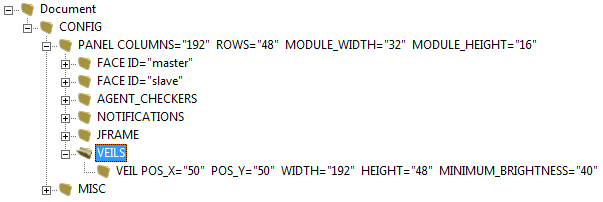 Document
CONFIG
PANEL COLUMNS="192" ROWS="48" MODULE_WIDTH="32" MODULE_HEIGHT="16"
FACE ID="master"
FACE ID="slave"
AGENT_CHECKERS
NOTIFICATIONS
JFRAME
VEILS
VEIL POS_X="50" POS_Y="50" WIDTH="192" HEIGHT="48" MINIMUM_BRIGHTNESS="40"
MISC